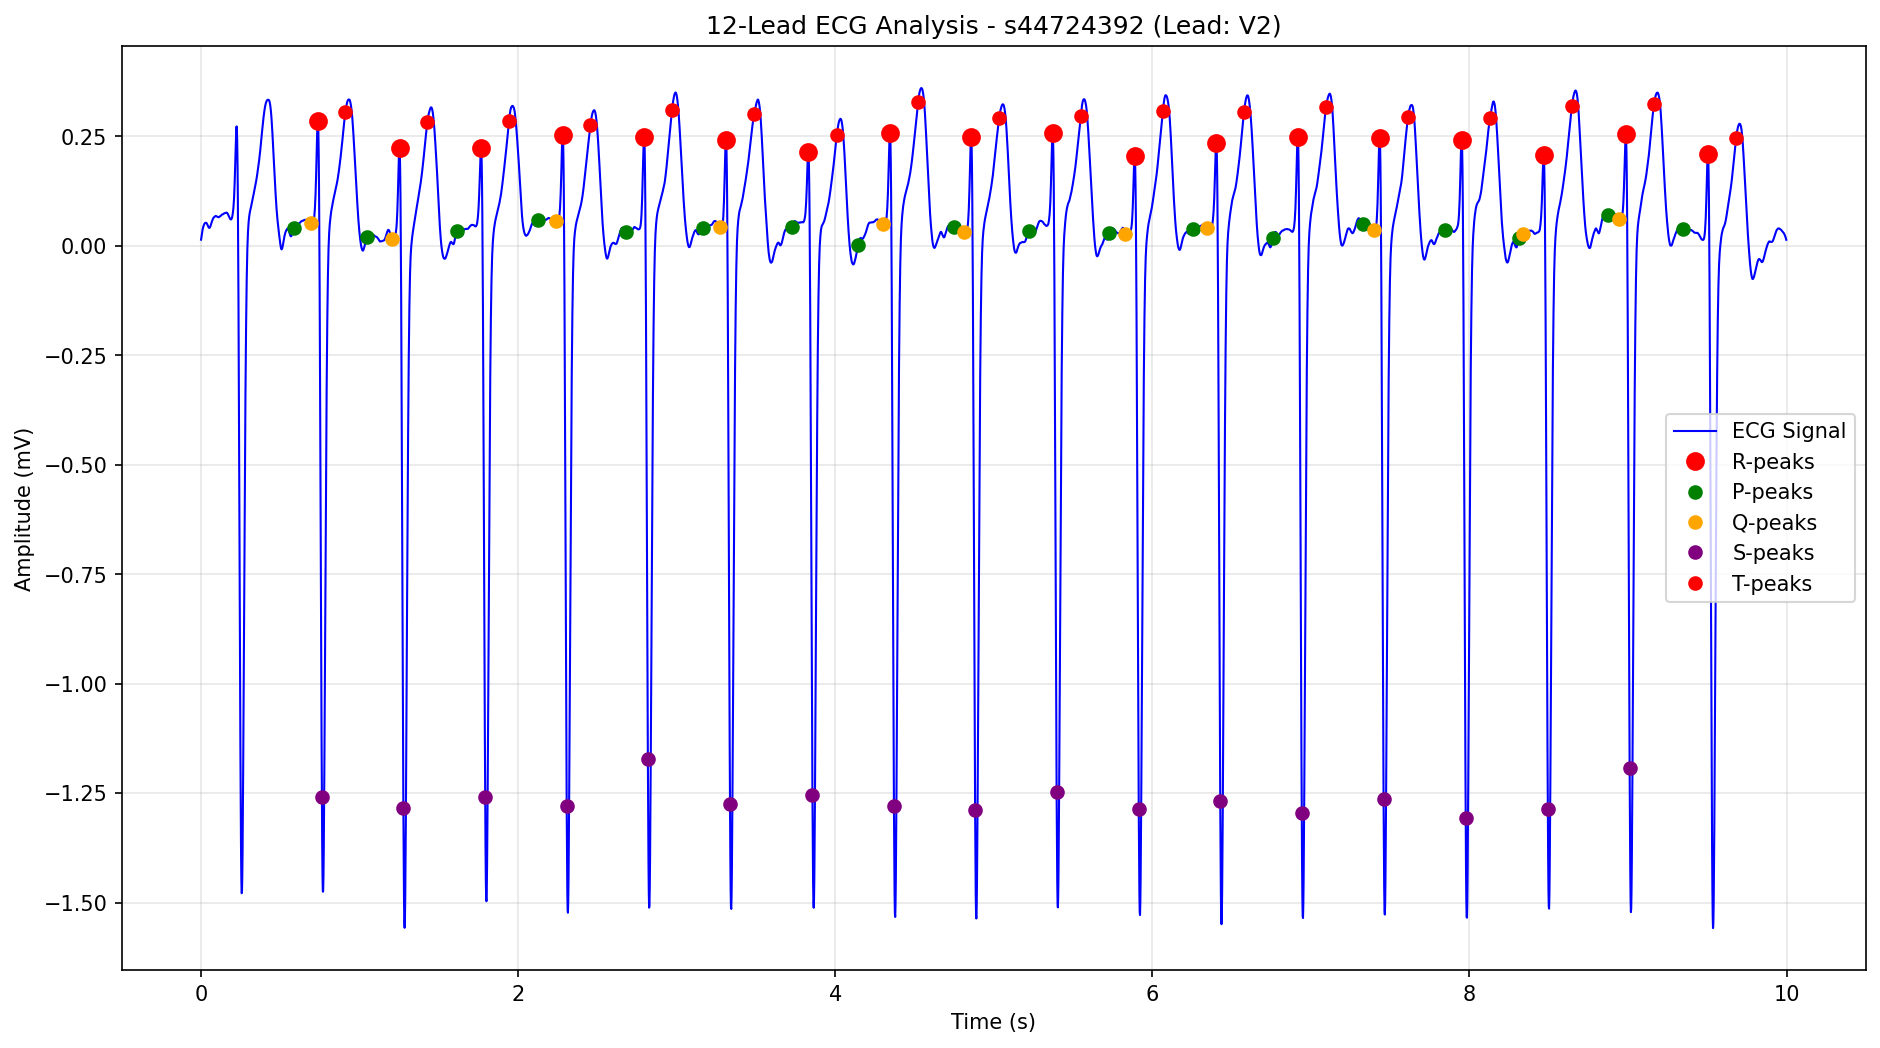 12-Lead ECG Analysis - s44724392 (Lead: V2)
Amplitude (mV)
0.25
0.00
−0.25
−0.50
−0.75
−1.00
−1.25
−1.50
ECG Signal
R-peaks
P-peaks
Q-peaks
S-peaks
T-peaks
0 2 4 6 8 10
Time (s)